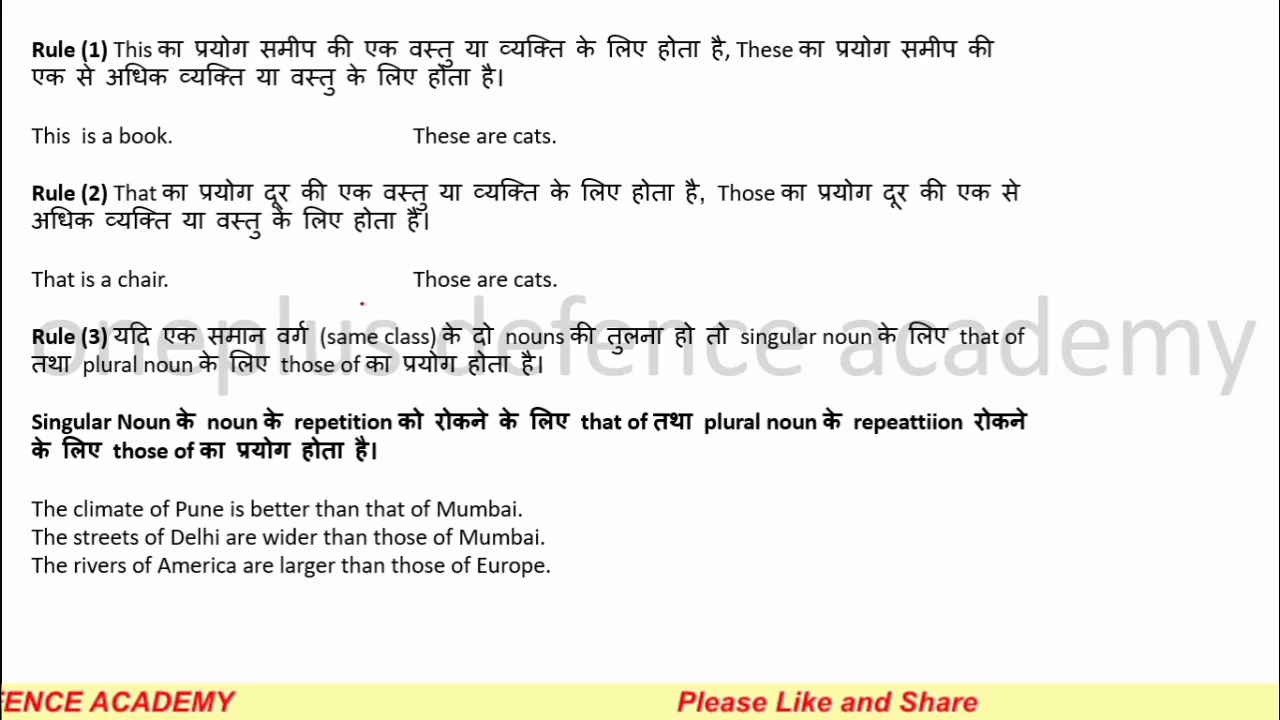 Rule (1) This का प्रयोग समीप की एक वस्तु या व्यक्ति के लिए होता है, These का प्रयोग समीप की
एक से अधिक व्यक्ति या वस्तु के लिए होता है।
This is a book. These are cats.
Rule (2) That का प्रयोग दूर की एक वस्तु या व्यक्ति के लिए होता है, Those का प्रयोग दूर की एक से
अधिक व्यक्ति या वस्तु के लिए होता है।
That is a chair. Those are cats.
oneplus defence academy
Rule (3) यदि एक समान वर्ग (same class) के दो nouns की तुलना हो तो singular noun के लिए that of
तथा plural noun के लिए those of का प्रयोग होता है।
Singular Noun के noun के repetition को रोकने के लिए that of तथा plural noun के repeattiion रोकने
के लिए those of का प्रयोग होता है।
The climate of Pune is better than that of Mumbai.
The streets of Delhi are wider than those of Mumbai.
The rivers of America are larger than those of Europe.
FENCE ACADEMY Please Like and Share